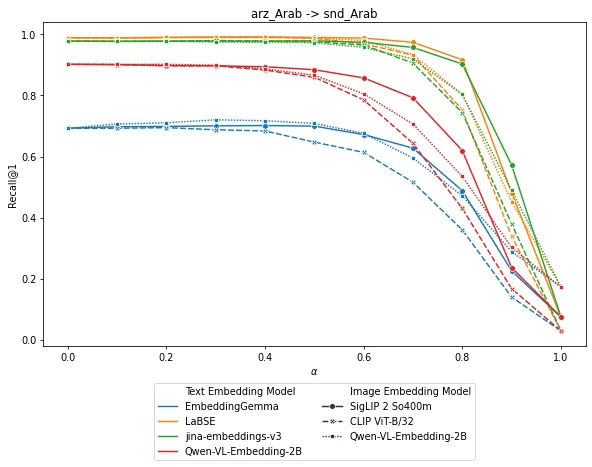 arz_Arab -> snd_Arab
1.0
0.8
0.6
0.4
0.2
0.0
Recall@1
0.0 0.2 0.4 0.6 0.8 1.0
α
Text Embedding Model Image Embedding Model
EmbeddingGemma SigLIP 2 So400m
LaBSE CLIP ViT-B/32
jina-embeddings-v3 Qwen-VL-Embedding-2B
Qwen-VL-Embedding-2B